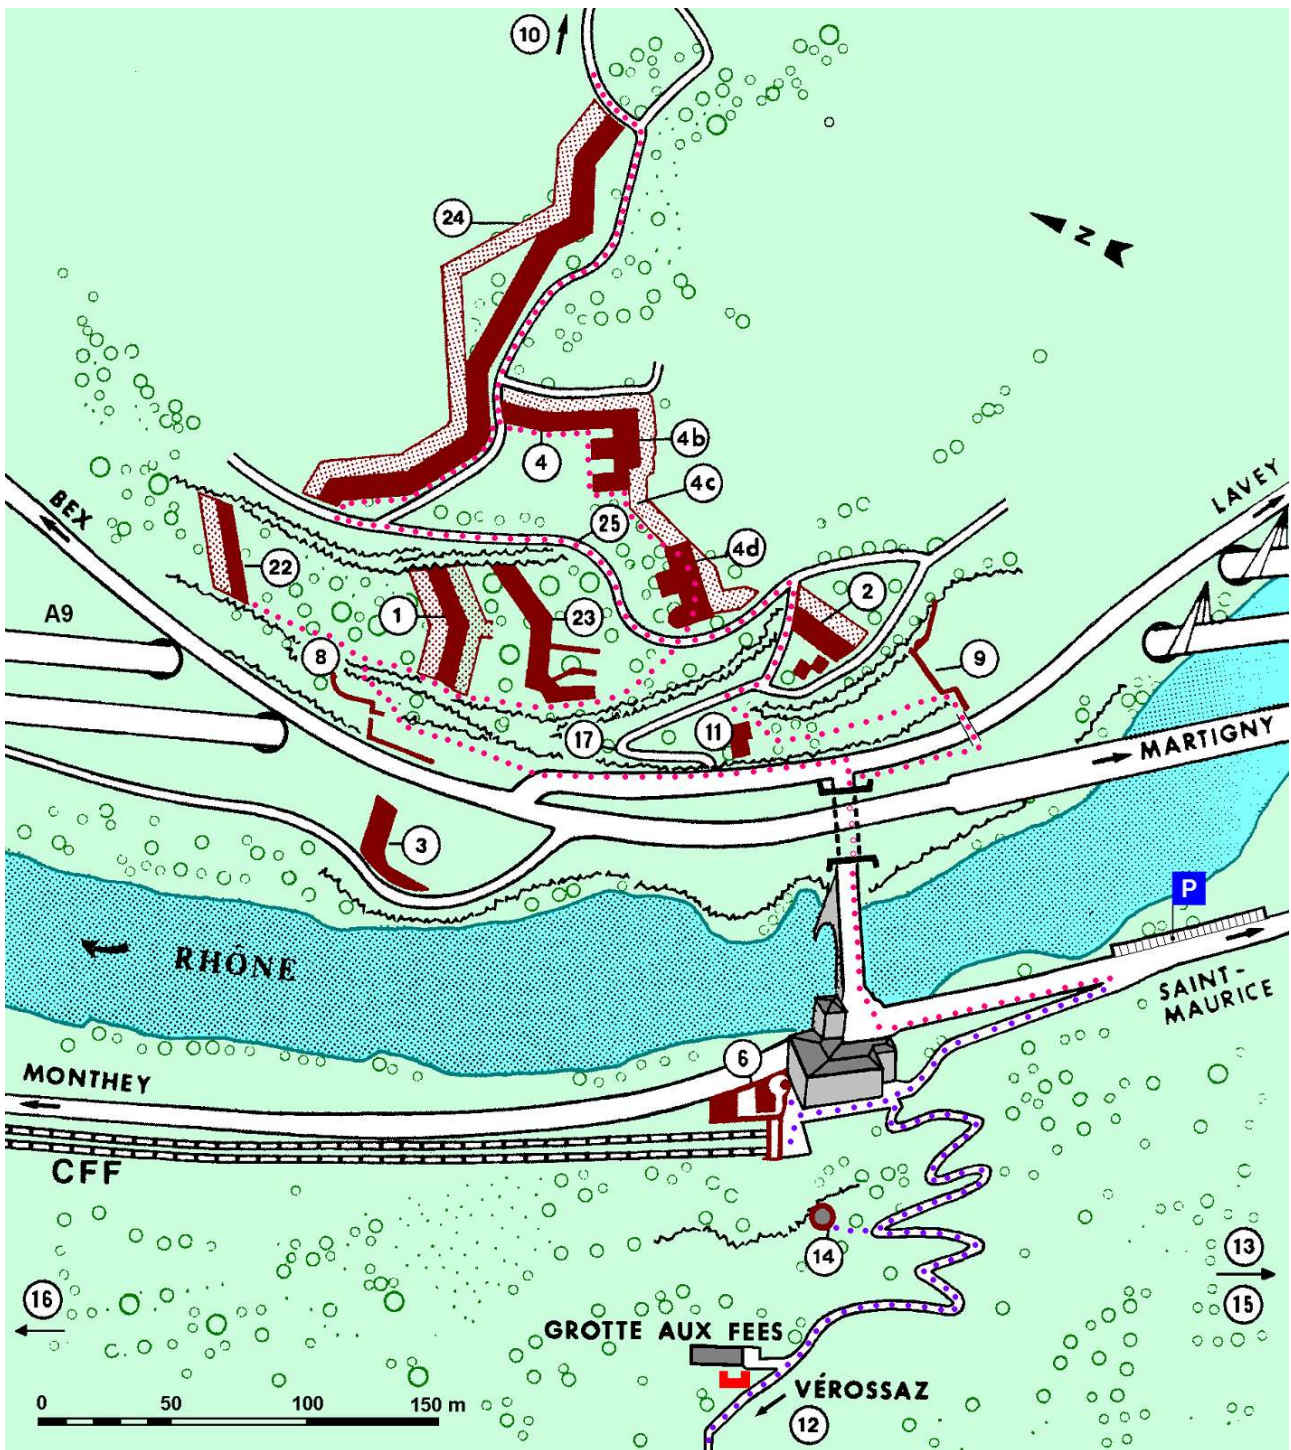 10
24
N
4b
4
4c
LAVEY
BEX
25
4d
22
2
A9
1
23
8
9
17
11
MARTIGNY
3
P
RHÔNE
SAINT-
MAURICE
6
MONTHEY
CFF
14
13
16
15
GROTTE AUX FEES
VÉROSSAZ
12
0 50 100 150 m